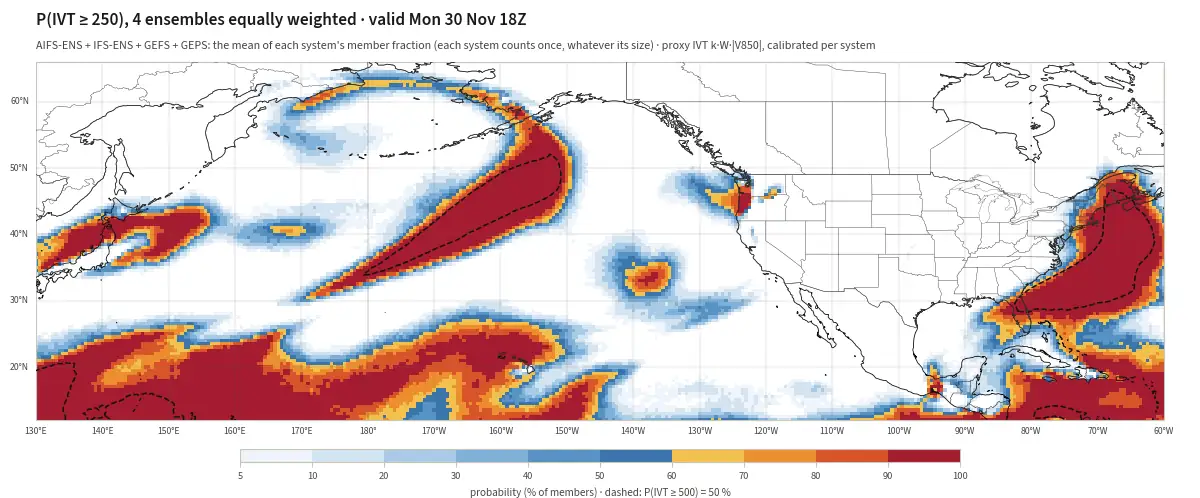 P(IVT ≥ 250), 4 ensembles equally weighted · valid Mon 30 Nov 18Z
AIFS-ENS + IFS-ENS + GEFS + GEPS: the mean of each system's member fraction (each system counts once, whatever its size) · proxy IVT k·W·|V850|, calibrated per system
60°N
50°N
40°N
30°N
20°N
130°E 140°E 150°E 160°E 170°E 180° 170°W 160°W 150°W 140°W 130°W 120°W 110°W 100°W 90°W 80°W 70°W 60°W
5 10 20 30 40 50 60 70 80 90 100
probability (% of members) · dashed: P(IVT ≥ 500) = 50 %